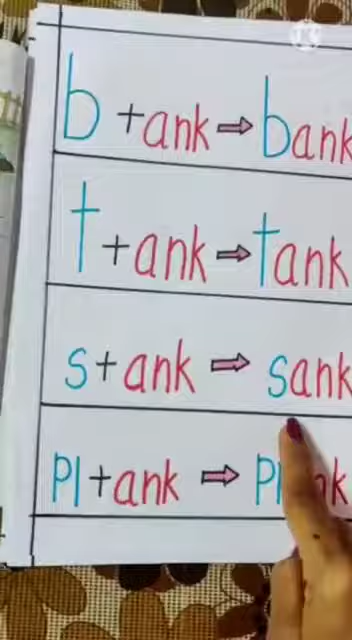 b + ank ⇒ bank
t + ank ⇒ tank
s + ank ⇒ sank
pl + ank ⇒